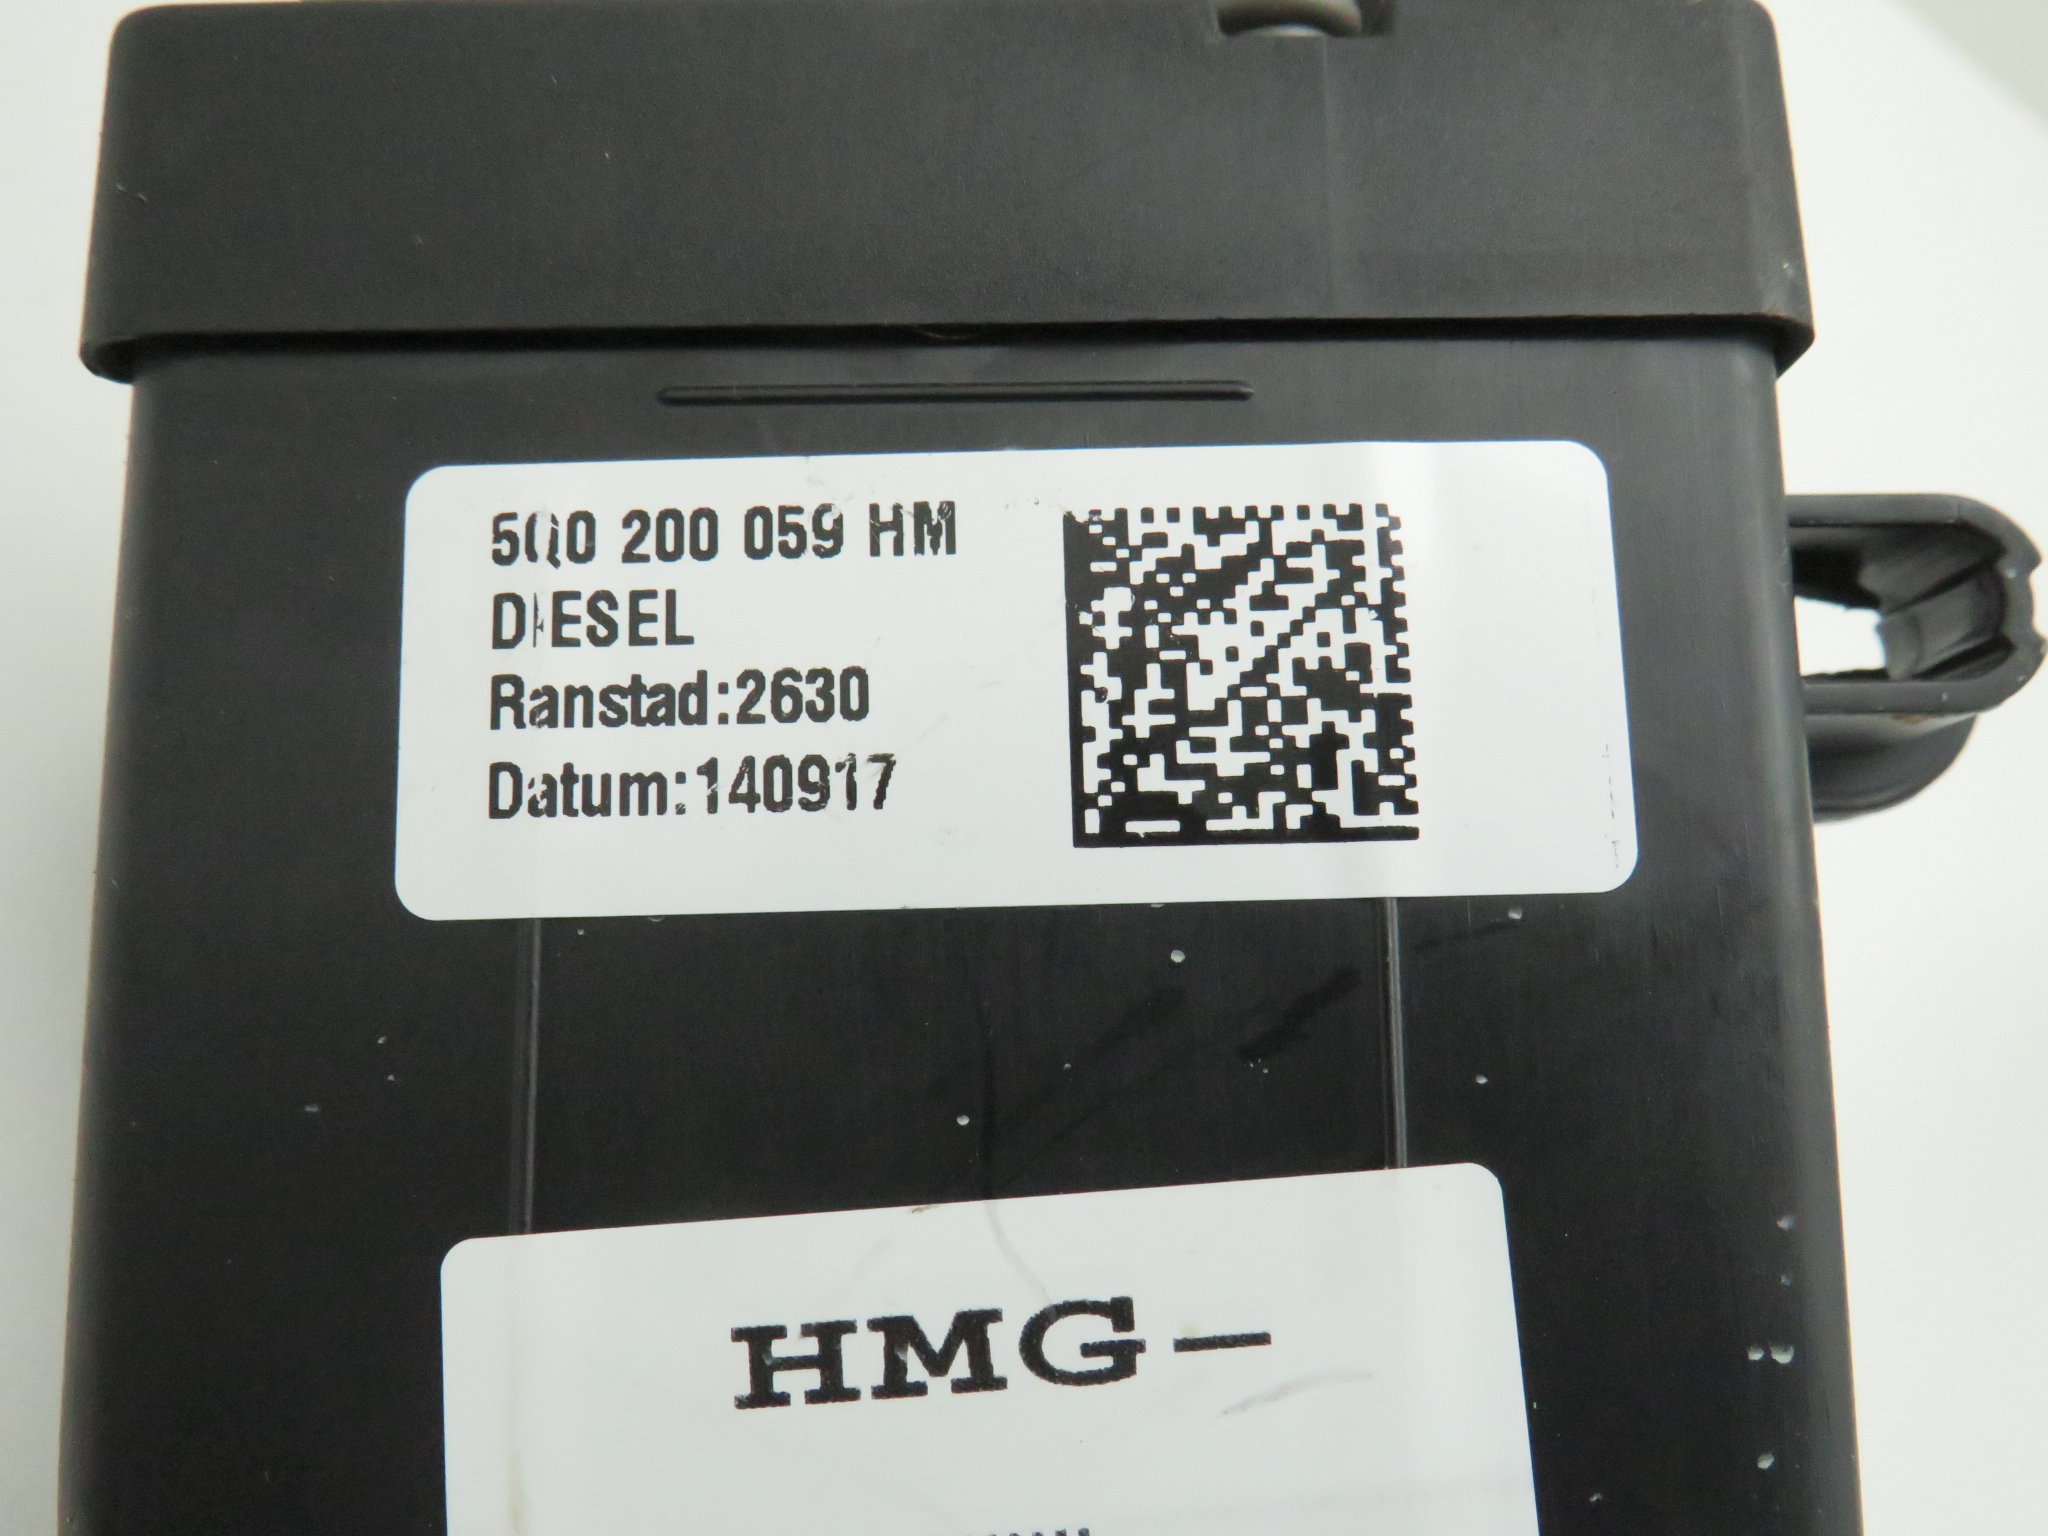 5Q0 200 059 HM
DIESEL
Ranstad:2630
Datum:140917
HMG-